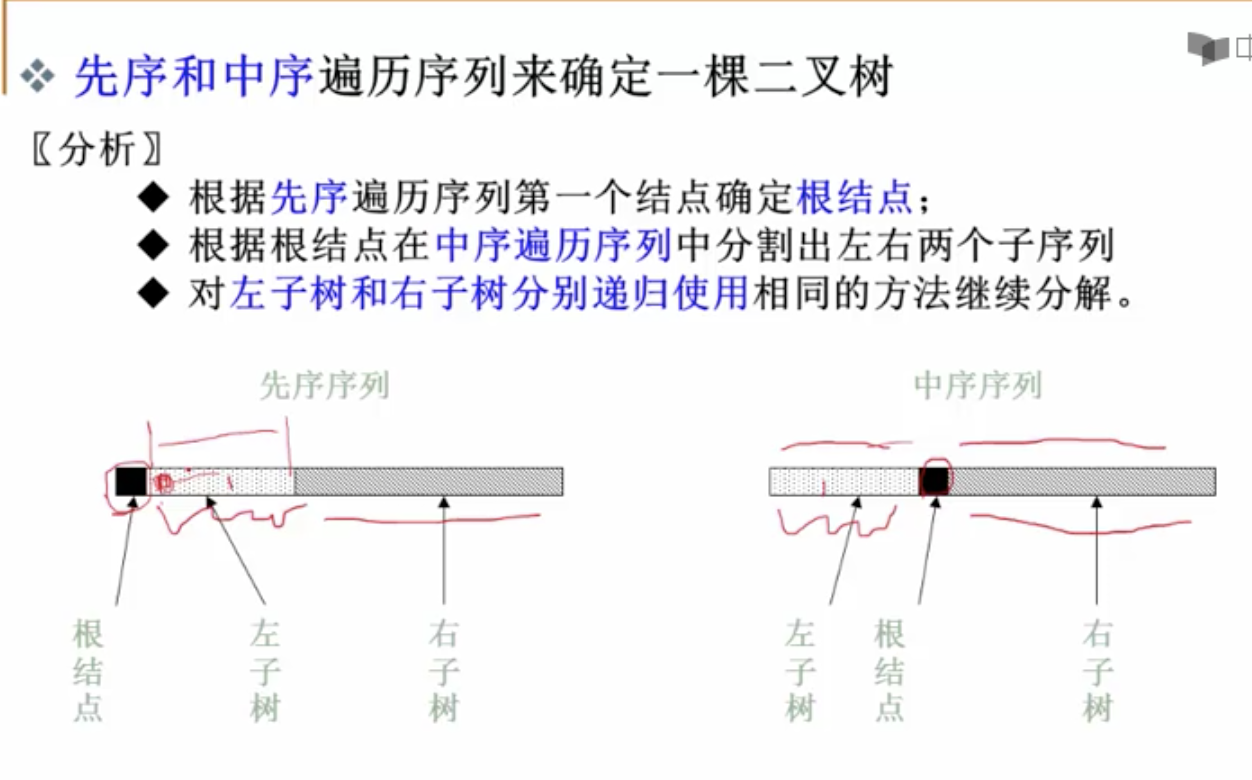 先序和中序遍历序列来确定一棵二叉树
〖分析〗
根据先序遍历序列第一个结点确定根结点；
根据根结点在中序遍历序列中分割出左右两个子序列
对左子树和右子树分别递归使用相同的方法继续分解。
先序序列
中序序列
根结点
左子树
右子树
左子树
根结点
右子树